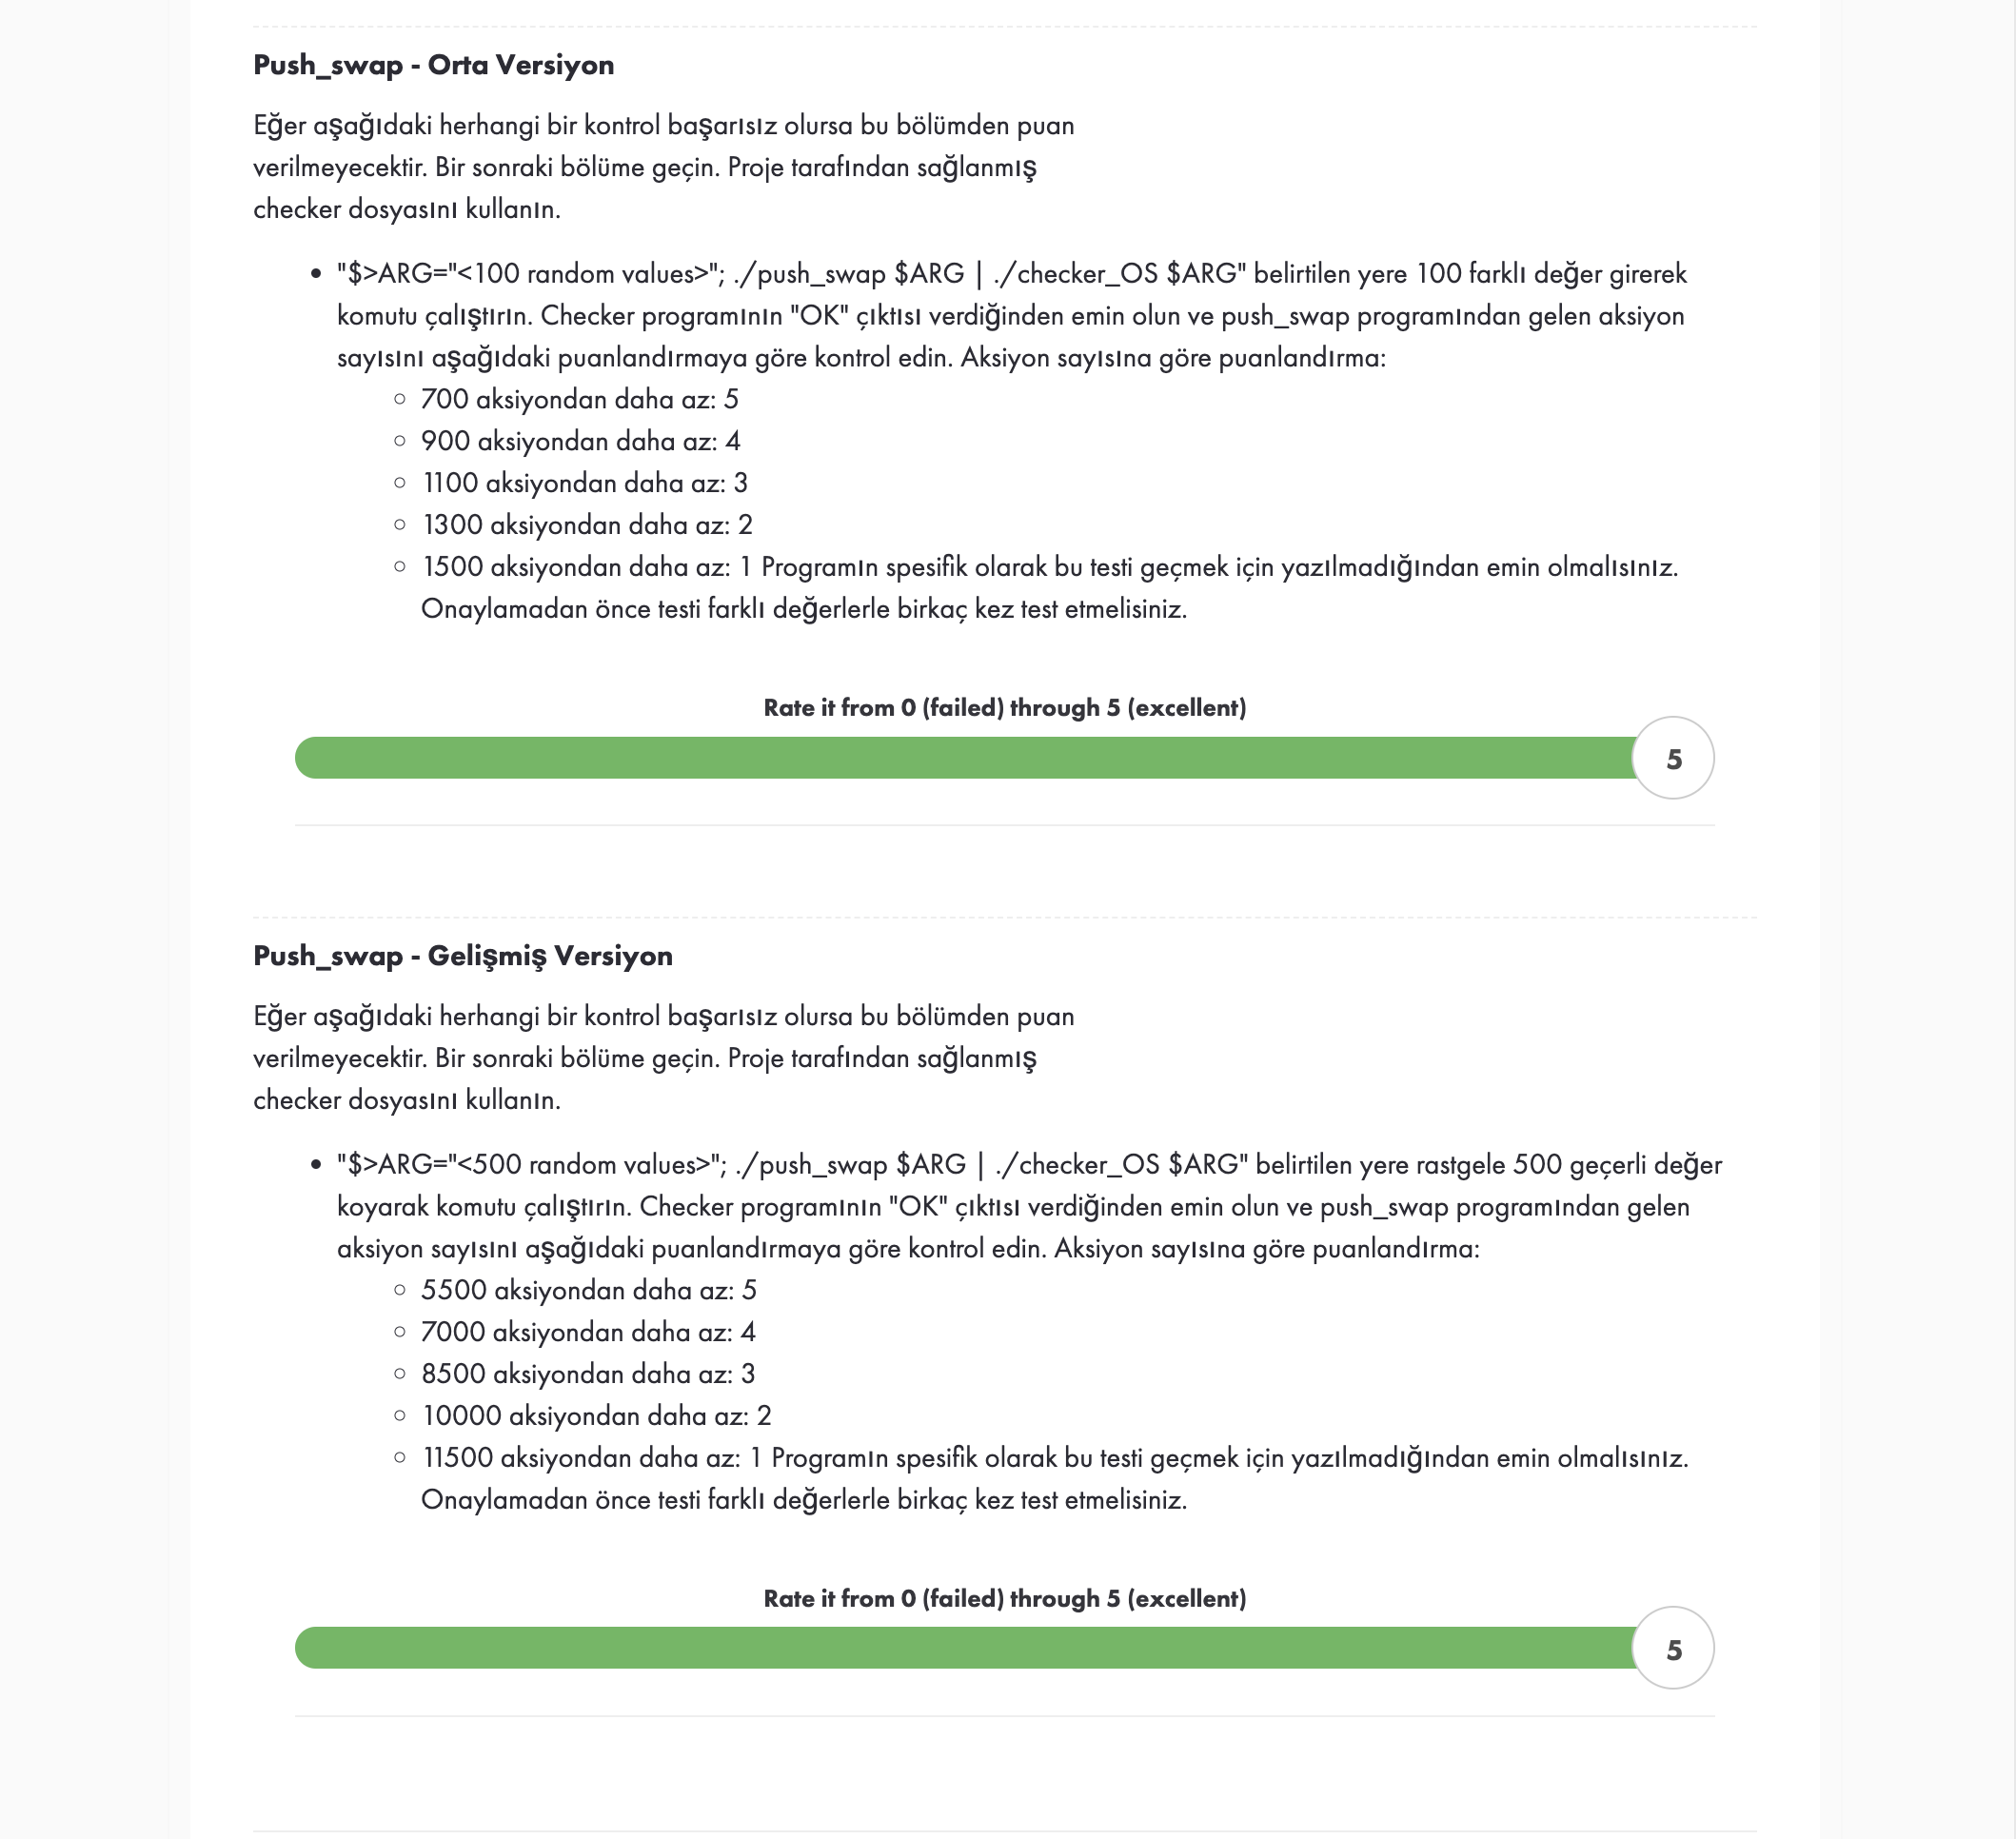 Push_swap - Orta Versiyon
Eğer aşağıdaki herhangi bir kontrol başarısız olursa bu bölümden puan
verilmeyecektir. Bir sonraki bölüme geçin. Proje tarafından sağlanmış
checker dosyasını kullanın.
• "$>ARG="<100 random values>"; ./push_swap $ARG | ./checker_OS $ARG" belirtilen yere 100 farklı değer girerek
komutu çalıştırın. Checker programının "OK" çıktısı verdiğinden emin olun ve push_swap programından gelen aksiyon
sayısını aşağıdaki puanlandırmaya göre kontrol edin. Aksiyon sayısına göre puanlandırma:
◦ 700 aksiyondan daha az: 5
◦ 900 aksiyondan daha az: 4
◦ 1100 aksiyondan daha az: 3
◦ 1300 aksiyondan daha az: 2
◦ 1500 aksiyondan daha az: 1 Programın spesifik olarak bu testi geçmek için yazılmadığından emin olmalısınız.
Onaylamadan önce testi farklı değerlerle birkaç kez test etmelisiniz.
Rate it from 0 (failed) through 5 (excellent)
5
Push_swap - Gelişmiş Versiyon
Eğer aşağıdaki herhangi bir kontrol başarısız olursa bu bölümden puan
verilmeyecektir. Bir sonraki bölüme geçin. Proje tarafından sağlanmış
checker dosyasını kullanın.
• "$>ARG="<500 random values>"; ./push_swap $ARG | ./checker_OS $ARG" belirtilen yere rastgele 500 geçerli değer
koyarak komutu çalıştırın. Checker programının "OK" çıktısı verdiğinden emin olun ve push_swap programından gelen
aksiyon sayısını aşağıdaki puanlandırmaya göre kontrol edin. Aksiyon sayısına göre puanlandırma:
◦ 5500 aksiyondan daha az: 5
◦ 7000 aksiyondan daha az: 4
◦ 8500 aksiyondan daha az: 3
◦ 10000 aksiyondan daha az: 2
◦ 11500 aksiyondan daha az: 1 Programın spesifik olarak bu testi geçmek için yazılmadığından emin olmalısınız.
Onaylamadan önce testi farklı değerlerle birkaç kez test etmelisiniz.
Rate it from 0 (failed) through 5 (excellent)
5